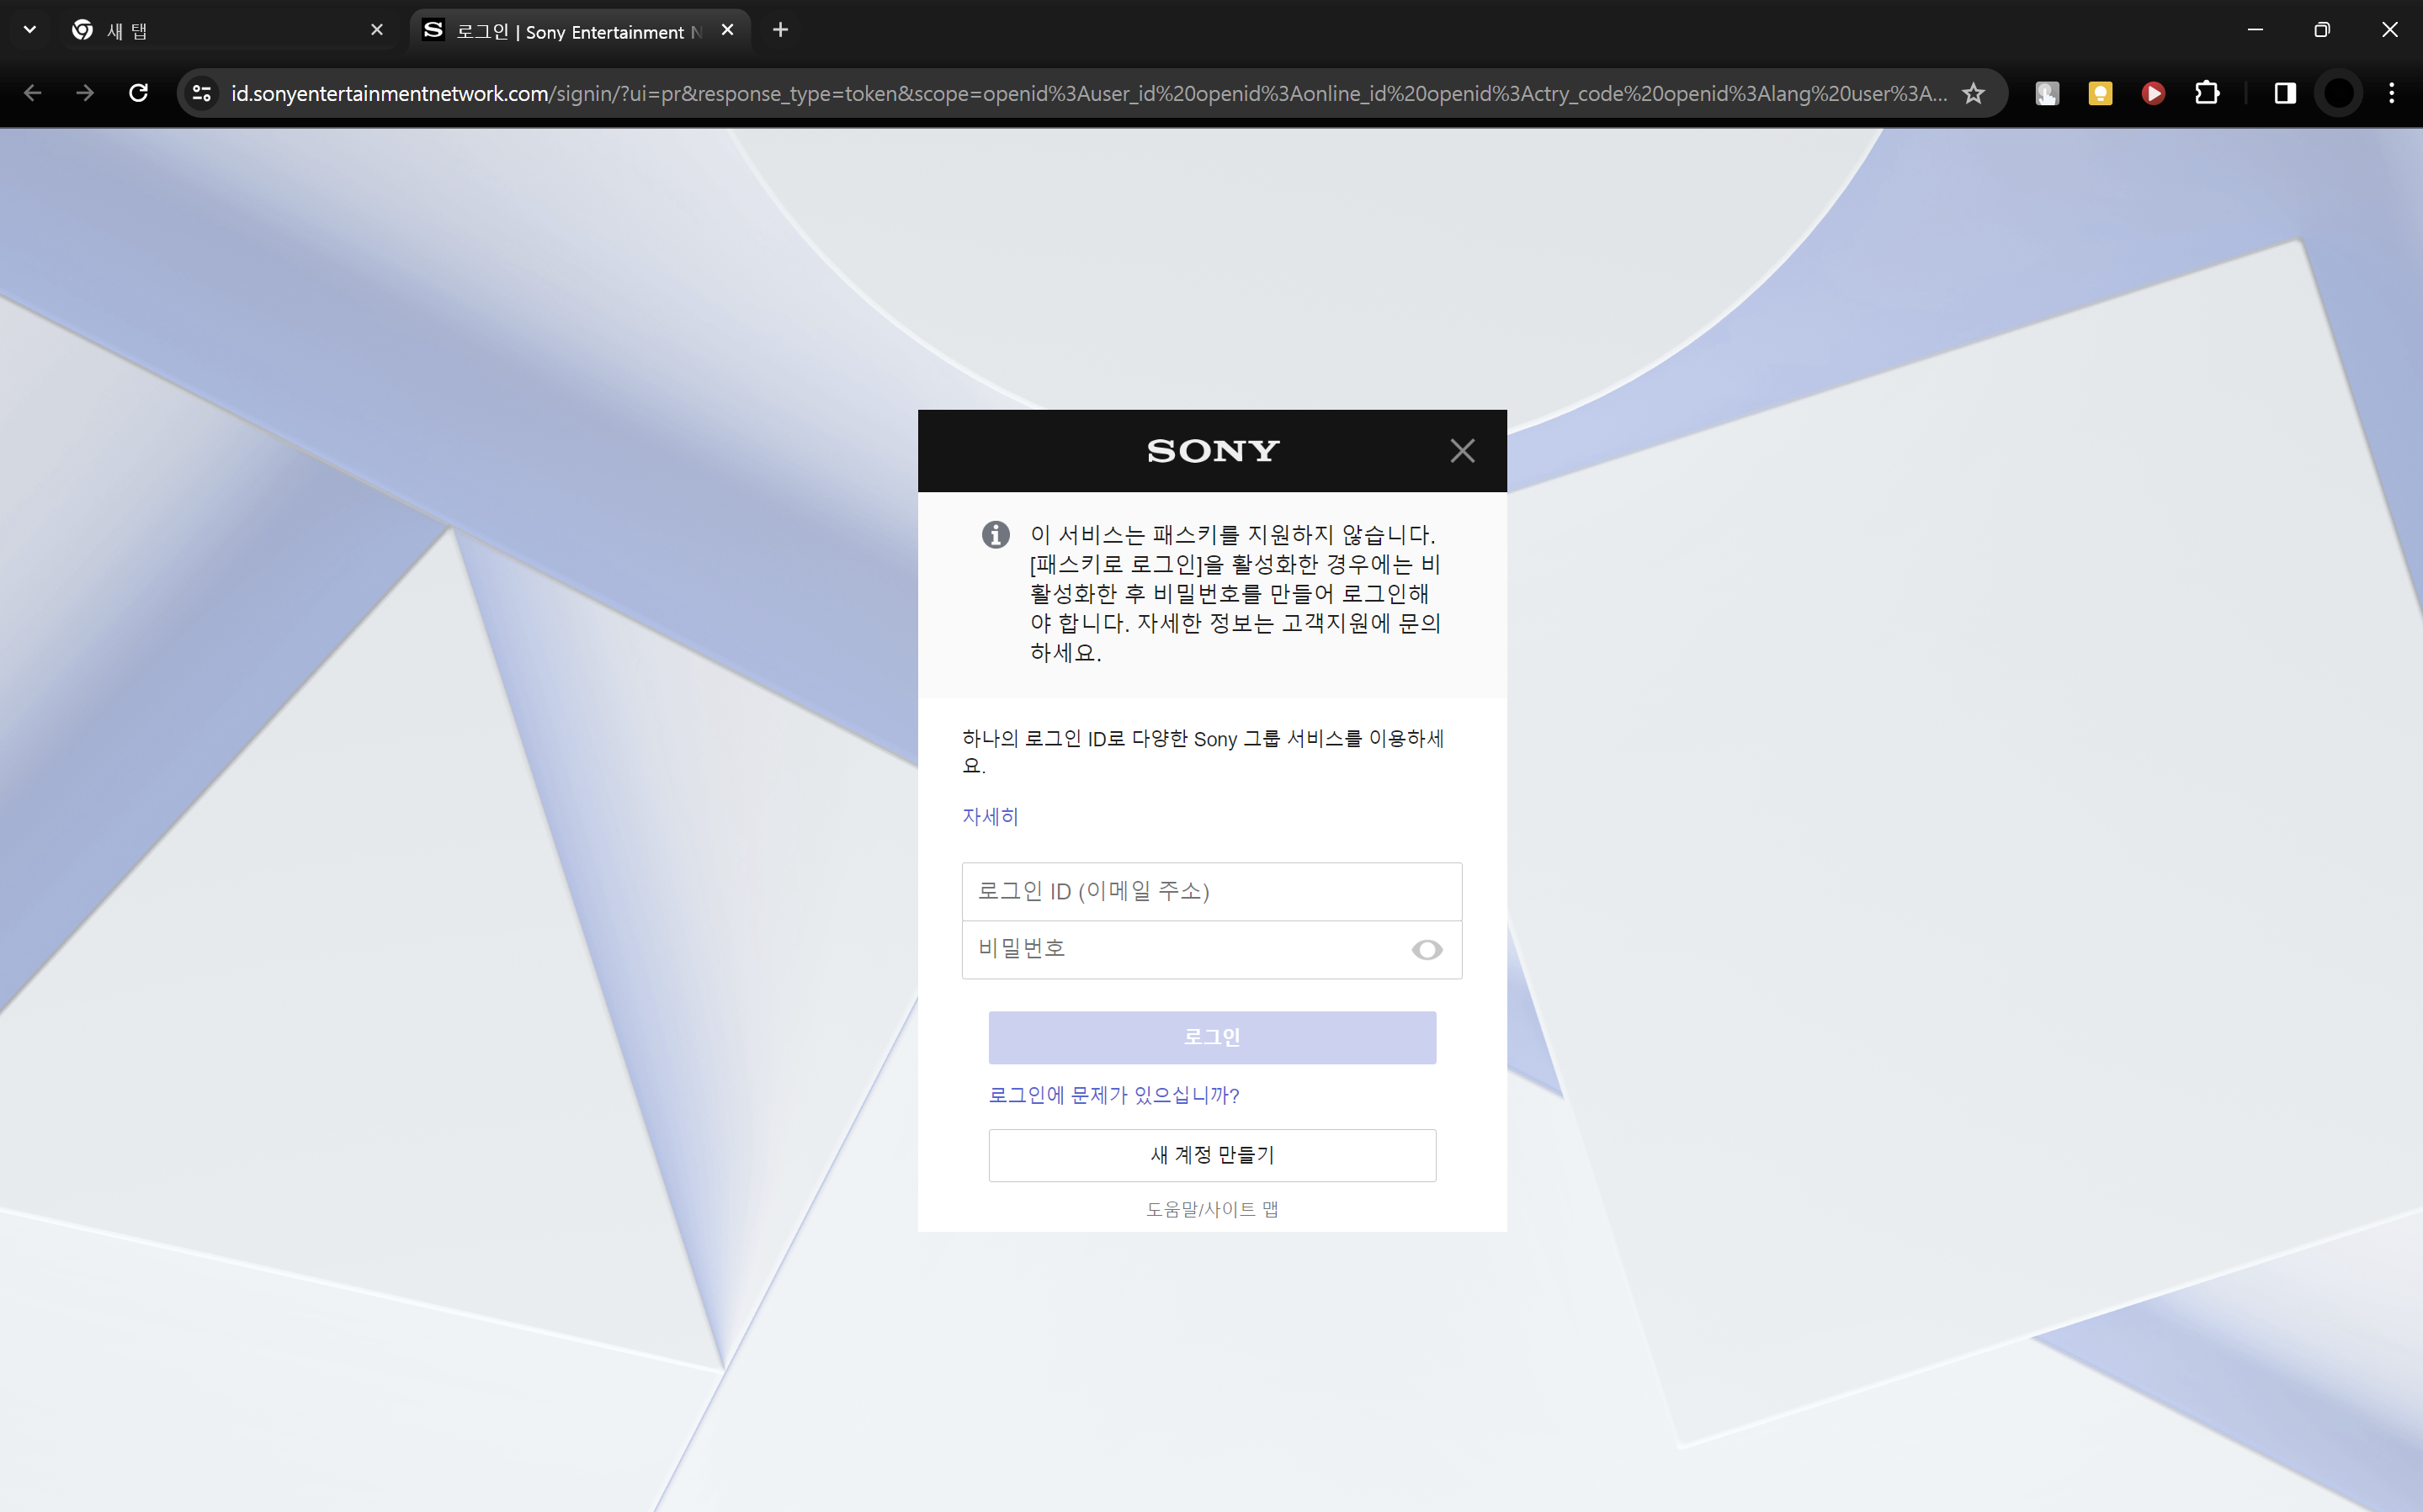 새 탭
로그인 | Sony Entertainment N
id.sonyentertainmentnetwork.com/signin/?ui=pr&response_type=token&scope=openid%3Auser_id%20openid%3Aonline_id%20openid%3Actry_code%20openid%3Alang%20user%3A...
SONY
이 서비스는 패스키를 지원하지 않습니다.
[패스키로 로그인]을 활성화한 경우에는 비
활성화한 후 비밀번호를 만들어 로그인해
야 합니다. 자세한 정보는 고객지원에 문의
하세요.
하나의 로그인 ID로 다양한 Sony 그룹 서비스를 이용하세
요.
자세히
로그인 ID (이메일 주소)
비밀번호
로그인
로그인에 문제가 있으십니까?
새 계정 만들기
도움말/사이트 맵